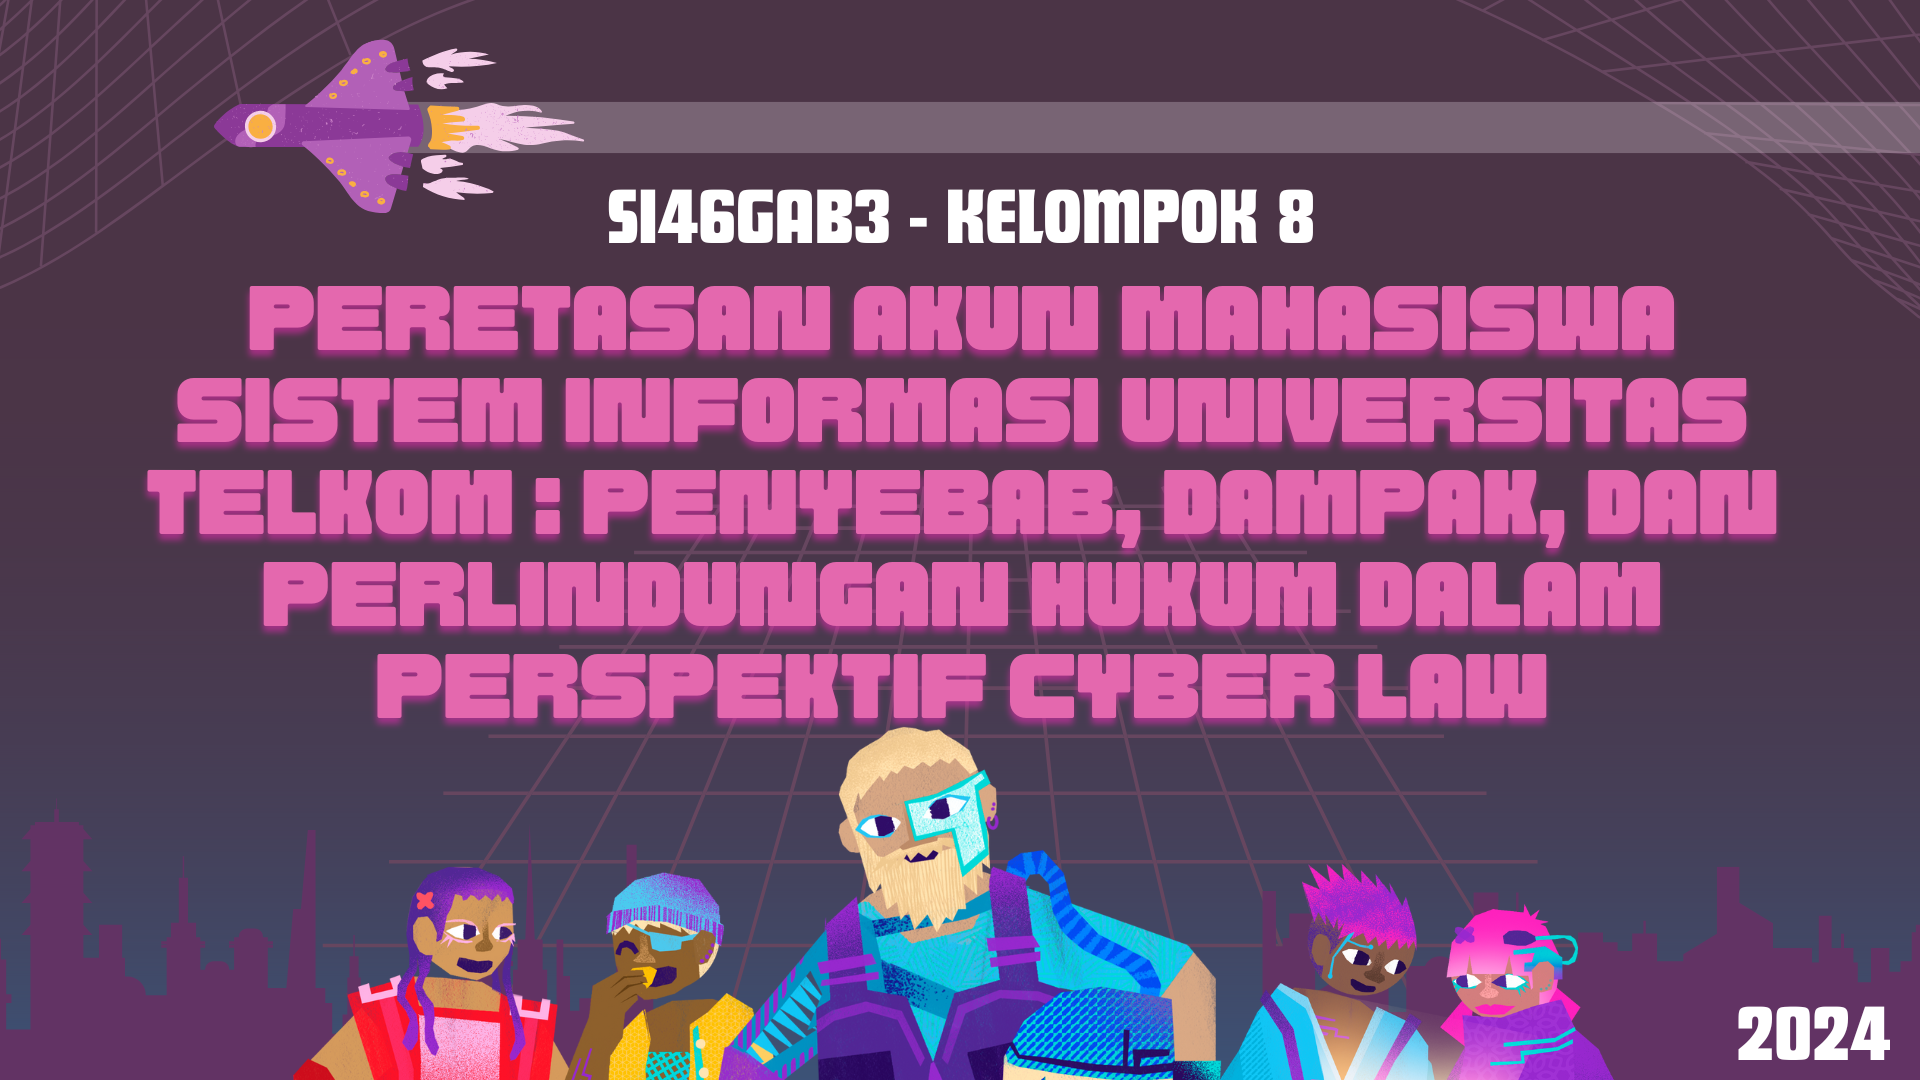 SI46GAB3 - KELOMPOK 8
PERETASAN AKUN MAHASISWA
SISTEM INFORMASI UNIVERSITAS
TELKOM : PENYEBAB, DAMPAK, DAN
PERLINDUNGAN HUKUM DALAM
PERSPEKTIF CYBER LAW
2024